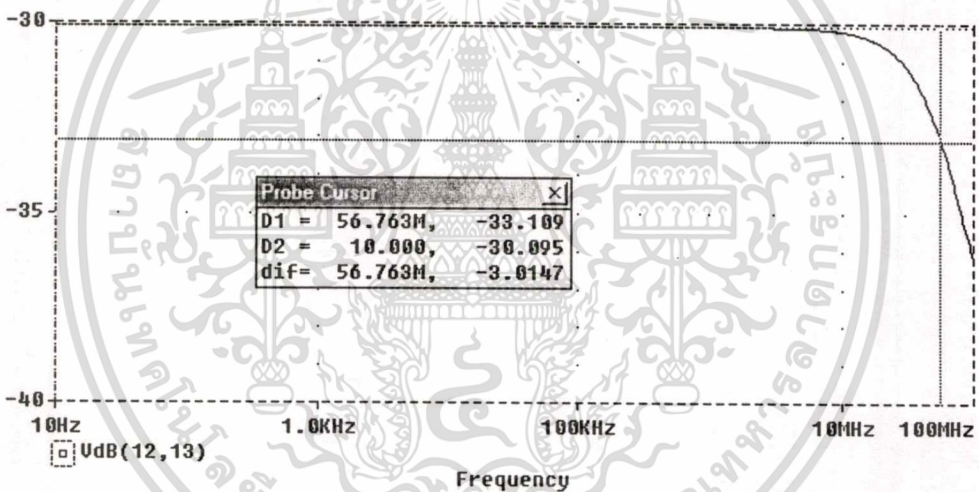 -30
-35
-40
Probe Cursor
D1 = 56.763M, -33.109
D2 = 10.000, -30.095
dif= 56.763M, -3.0147
10Hz 1.0KHz 100KHz 10MHz 100MHz
VdB(12,13)
Frequency